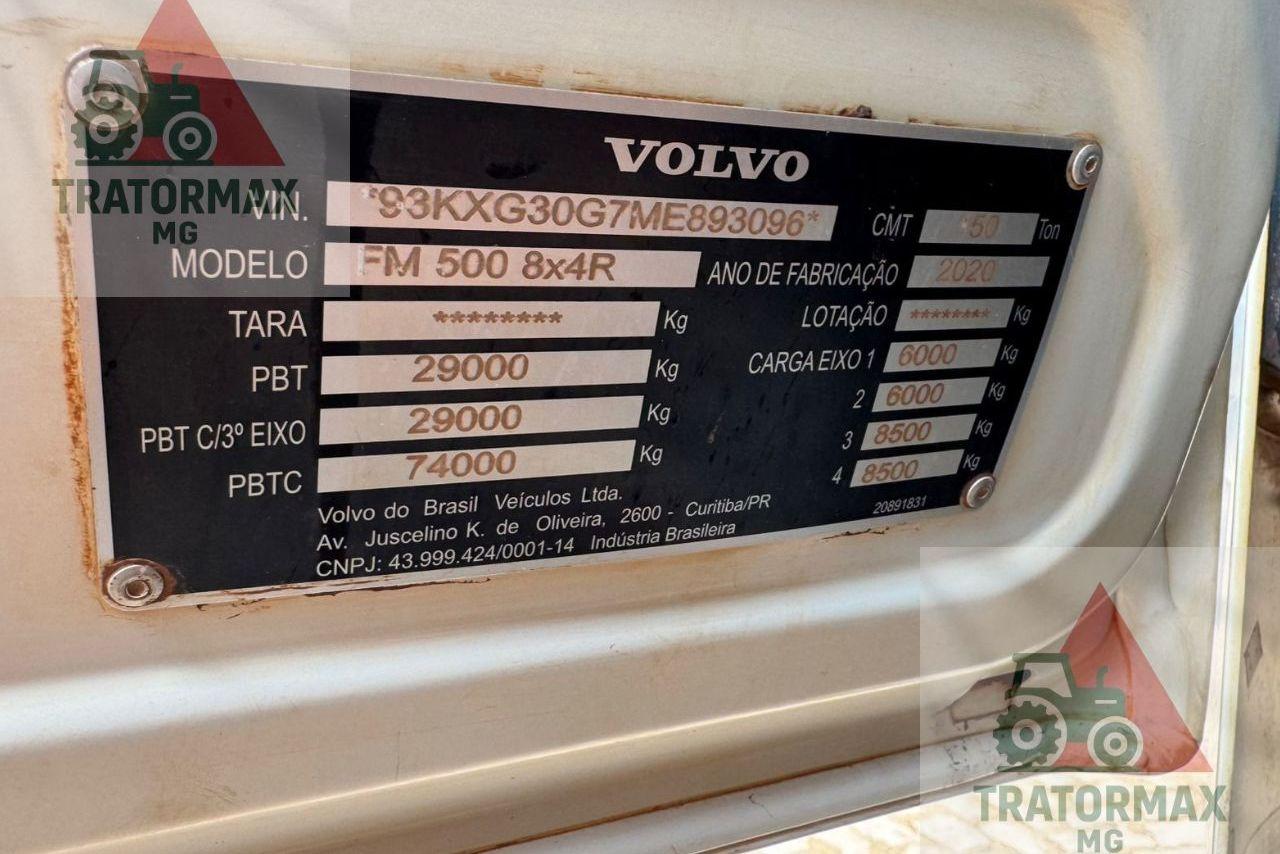 VOLVO
VIN. *93KXG30G7ME893096* CMT *50 Ton
MODELO FM 500 8x4R ANO DE FABRICAÇÃO 2020
TARA ******** Kg LOTAÇÃO ******** Kg
PBT 29000 Kg CARGA EIXO 1 6000 Kg
PBT C/3º EIXO 29000 Kg 2 6000 Kg
PBTC 74000 Kg 3 8500 Kg
4 8500 Kg
Volvo do Brasil Veículos Ltda.
Av. Juscelino K. de Oliveira, 2600 - Curitiba/PR
CNPJ: 43.999.424/0001-14 Indústria Brasileira
20891831
TRATORMAX
MG
TRATORMAX
MG